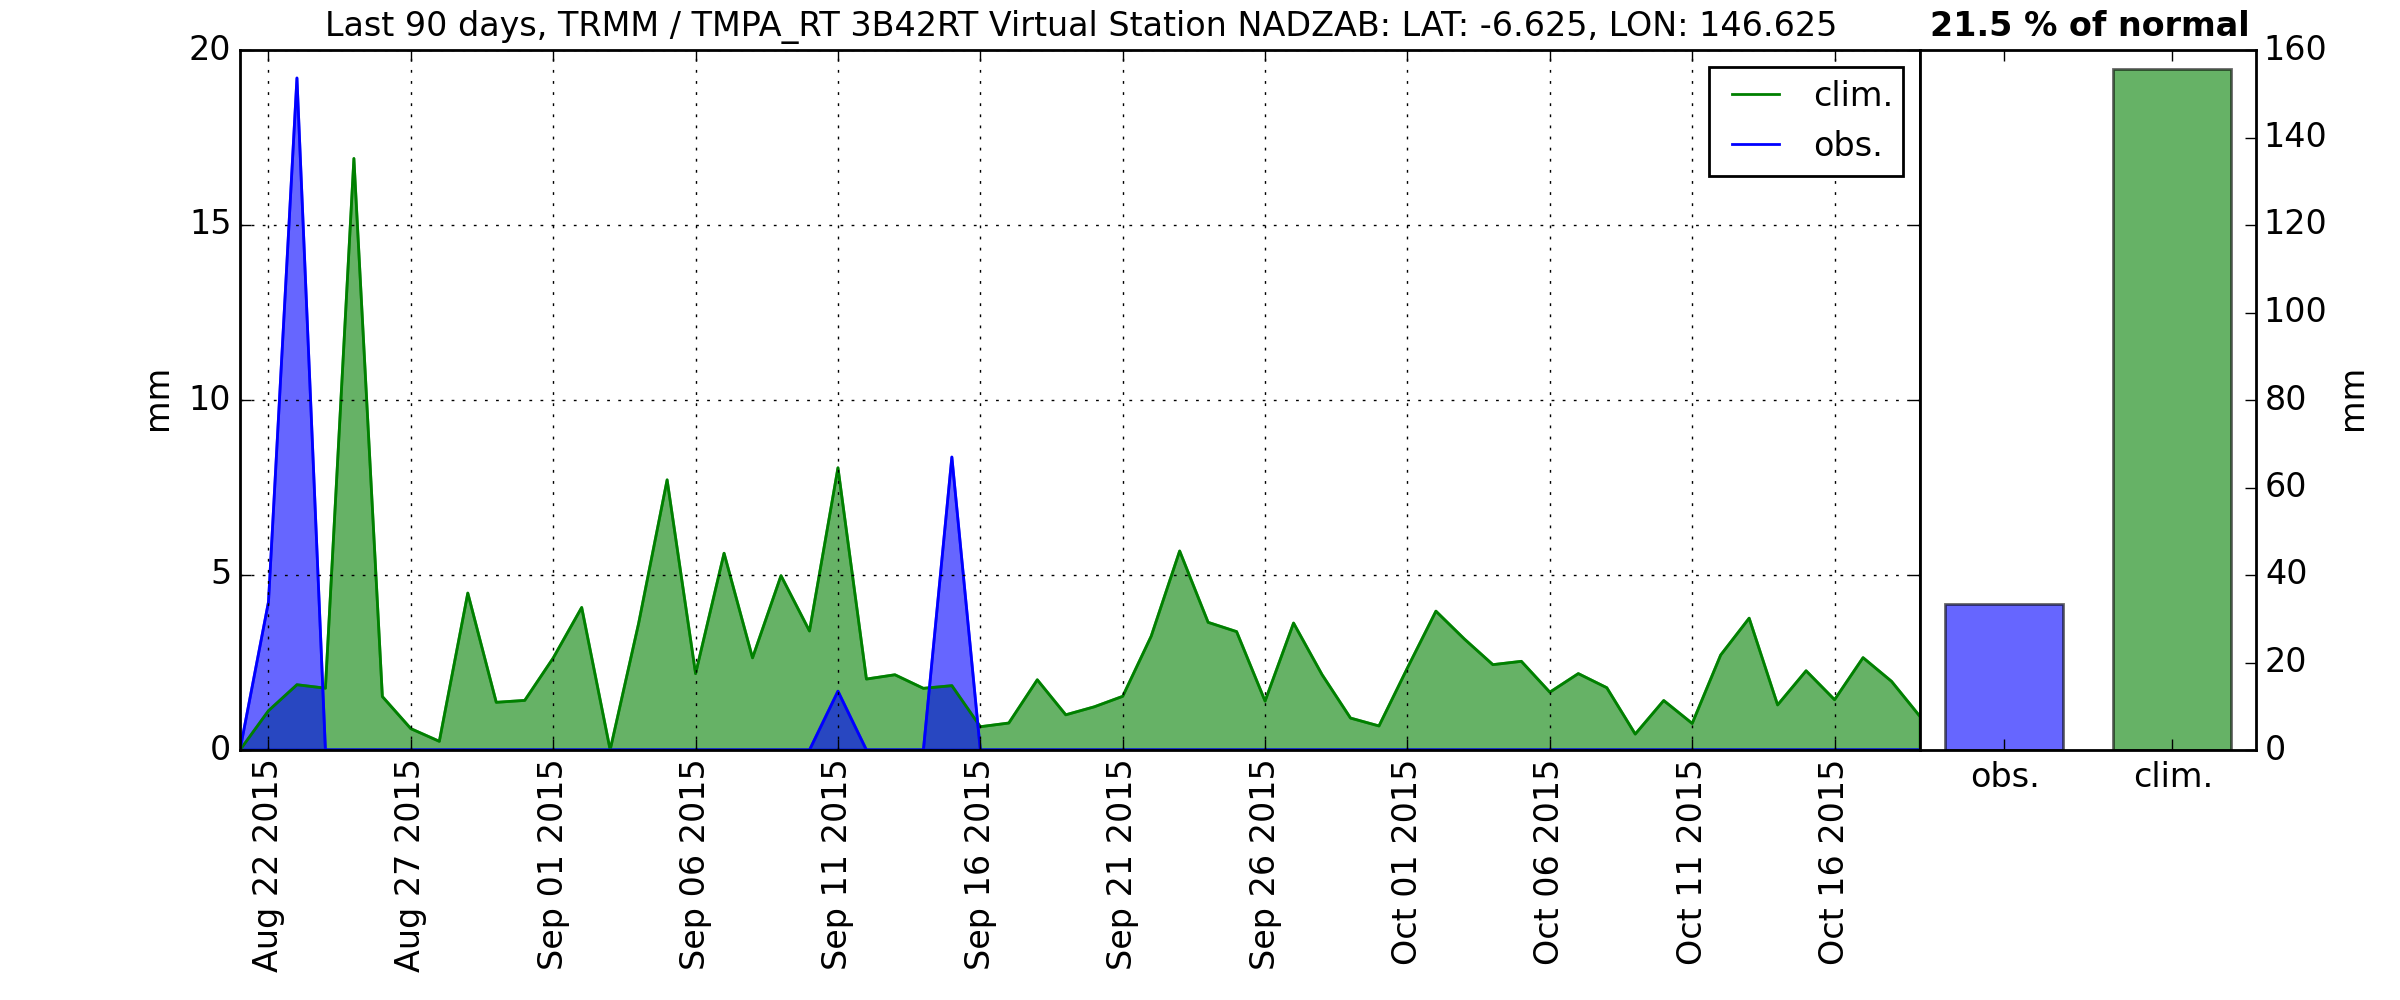 Last 90 days, TRMM / TMPA_RT 3B42RT Virtual Station NADZAB: LAT: -6.625, LON: 146.625
21.5 % of normal
20
15
10
5
0
mm
clim.
obs.
160
140
120
100
80
60
40
20
0
mm
Aug 22 2015
Aug 27 2015
Sep 01 2015
Sep 06 2015
Sep 11 2015
Sep 16 2015
Sep 21 2015
Sep 26 2015
Oct 01 2015
Oct 06 2015
Oct 11 2015
Oct 16 2015
obs.
clim.